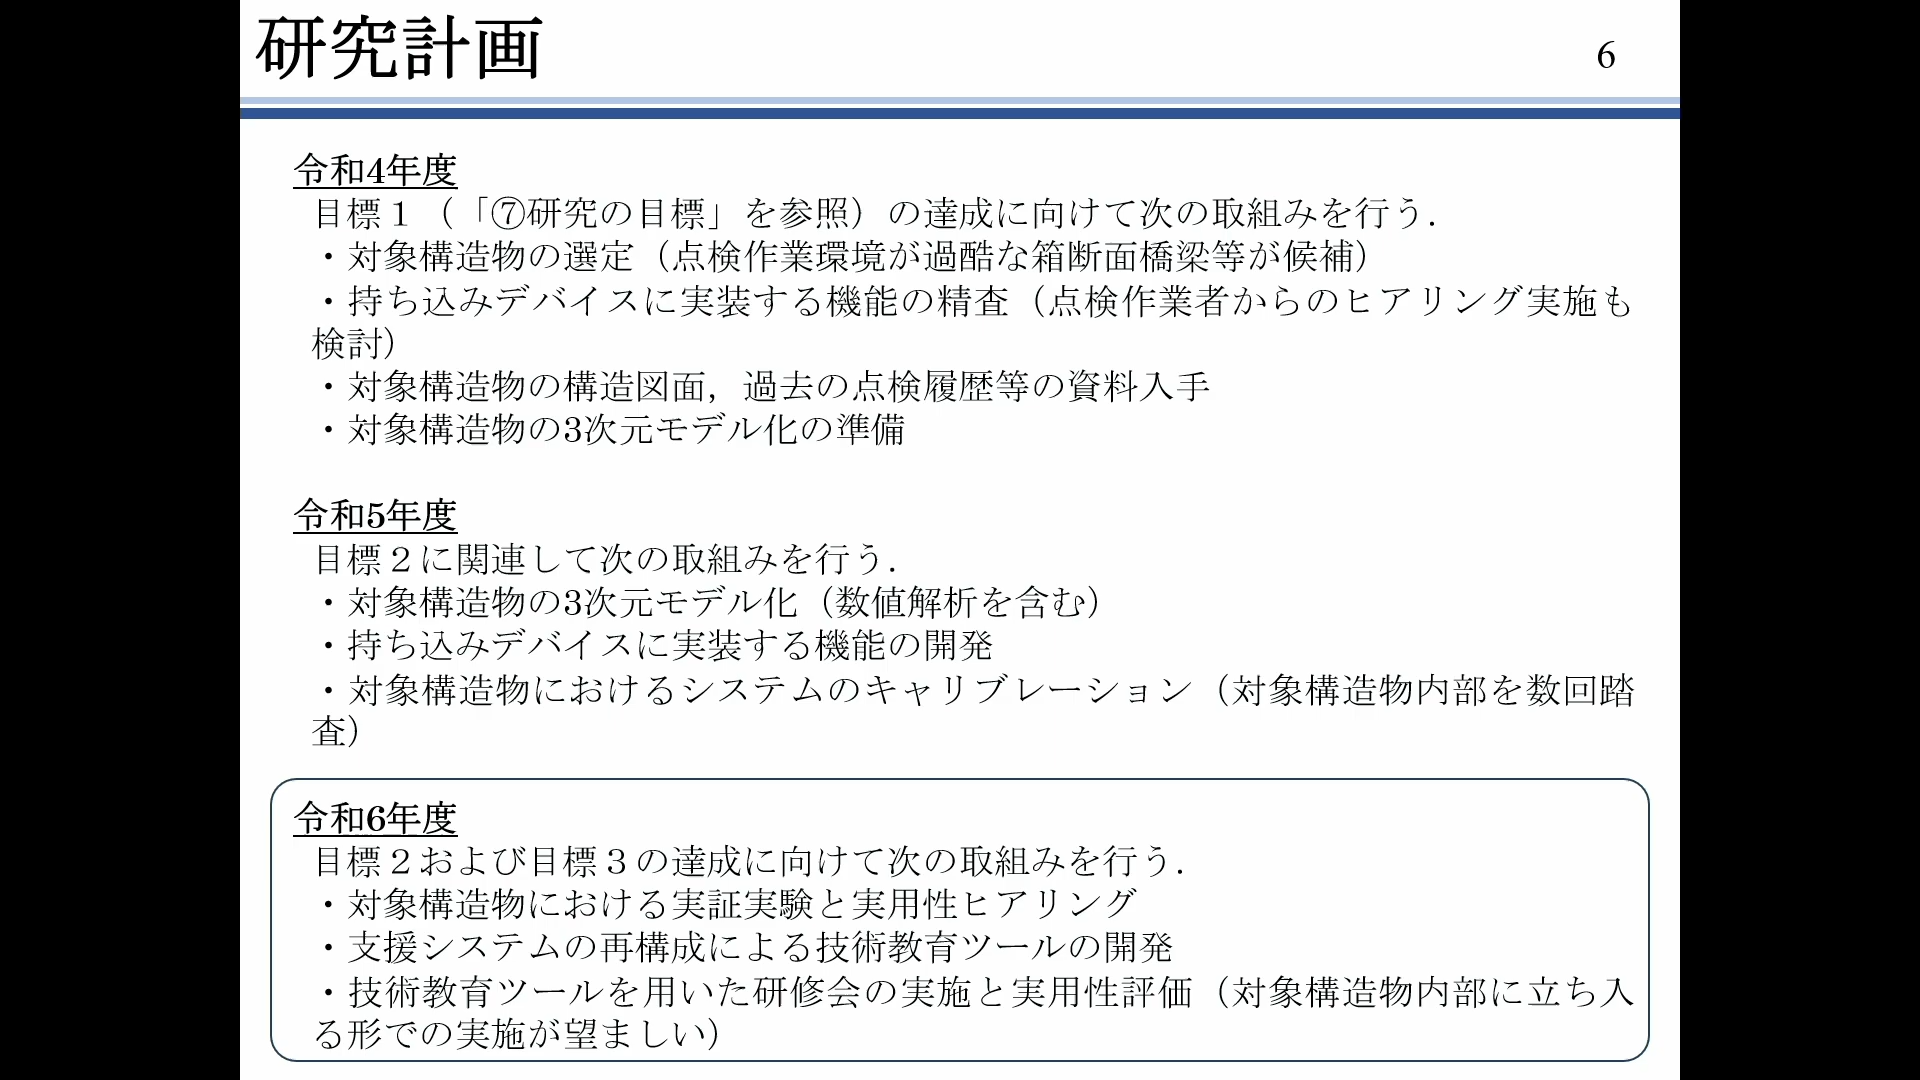 研究計画
6
令和4年度
目標１（「⑦研究の目標」を参照）の達成に向けて次の取組みを行う．
・対象構造物の選定（点検作業環境が過酷な箱断面橋梁等が候補）
・持ち込みデバイスに実装する機能の精査（点検作業者からのヒアリング実施も
検討）
・対象構造物の構造図面，過去の点検履歴等の資料入手
・対象構造物の3次元モデル化の準備
令和5年度
目標２に関連して次の取組みを行う．
・対象構造物の3次元モデル化（数値解析を含む）
・持ち込みデバイスに実装する機能の開発
・対象構造物におけるシステムのキャリブレーション（対象構造物内部を数回踏
査）
令和6年度
目標２および目標３の達成に向けて次の取組みを行う．
・対象構造物における実証実験と実用性ヒアリング
・支援システムの再構成による技術教育ツールの開発
・技術教育ツールを用いた研修会の実施と実用性評価（対象構造物内部に立ち入
る形での実施が望ましい）